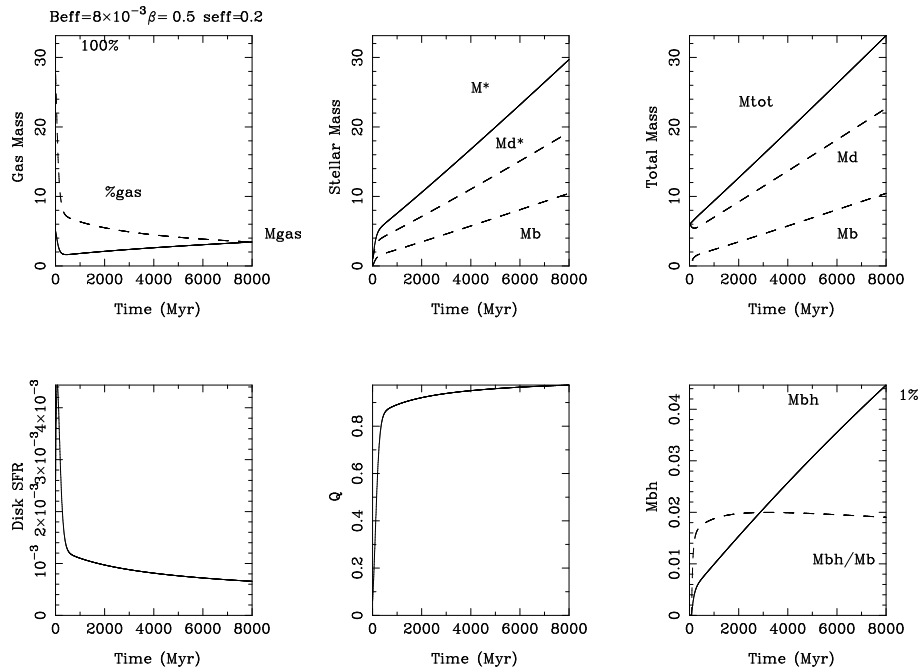 Beff=8×10⁻³β= 0.5 seff=0.2
100%
Gas Mass
0 10 20 30
%gas
Mgas
0 2000 4000 6000 8000
Time (Myr)
Stellar Mass
0 10 20 30
M*
Md*
Mb
0 2000 4000 6000 8000
Time (Myr)
Total Mass
0 10 20 30
Mtot
Md
Mb
0 2000 4000 6000 8000
Time (Myr)
Disk SFR
0 10⁻³ 2×10⁻³ 3×10⁻³ 4×10⁻³
0 2000 4000 6000 8000
Time (Myr)
Q
0 0.2 0.4 0.6 0.8
0 2000 4000 6000 8000
Time (Myr)
Mbh
0 0.01 0.02 0.03 0.04
Mbh
1%
Mbh/Mb
0 2000 4000 6000 8000
Time (Myr)